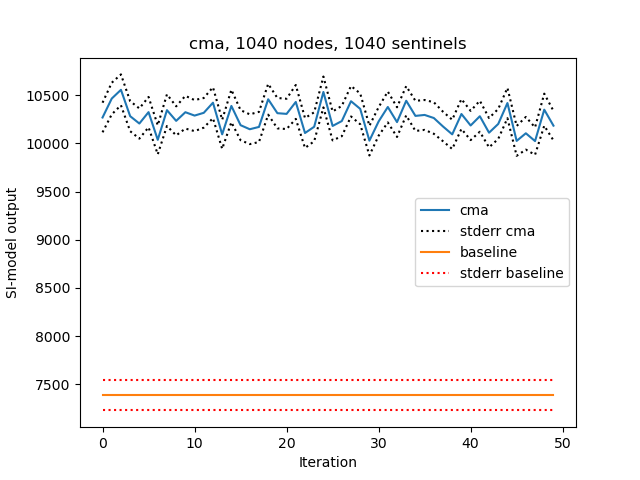 cma, 1040 nodes, 1040 sentinels
10500
10000
9500
9000
8500
8000
7500
SI-model output
cma
stderr cma
baseline
stderr baseline
0 10 20 30 40 50
Iteration